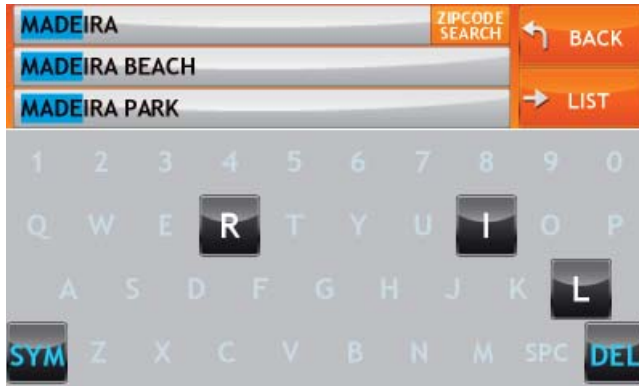 MADEIRA
ZIPCODE
SEARCH
BACK
MADEIRA BEACH
MADEIRA PARK
LIST
1 2 3 4 5 6 7 8 9 0
Q W E R T Y U I O P
A S D F G H J K L
SYM Z X C V B N M SPC DEL